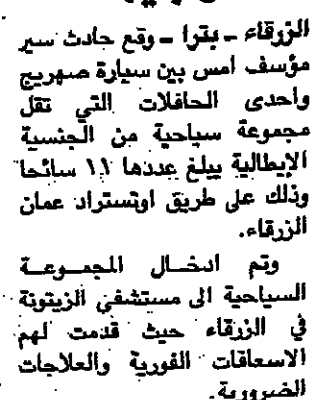 الزرقاء ـ بترا ـ وقع حادث سير
مؤسف امس بين سيارة صهريج
واحدى الحافلات التي تقل
مجموعة سياحية من الجنسية
الإيطالية يبلغ عددها ١١ سائحا
وذلك على طريق اوتستراد عمان
الزرقاء.
وتم ادخال المجموعة
السياحية الى مستشفى الزيتونة
في الزرقاء حيث قدمت لهم
الاسعافات الفورية والعلاجات
الضرورية.